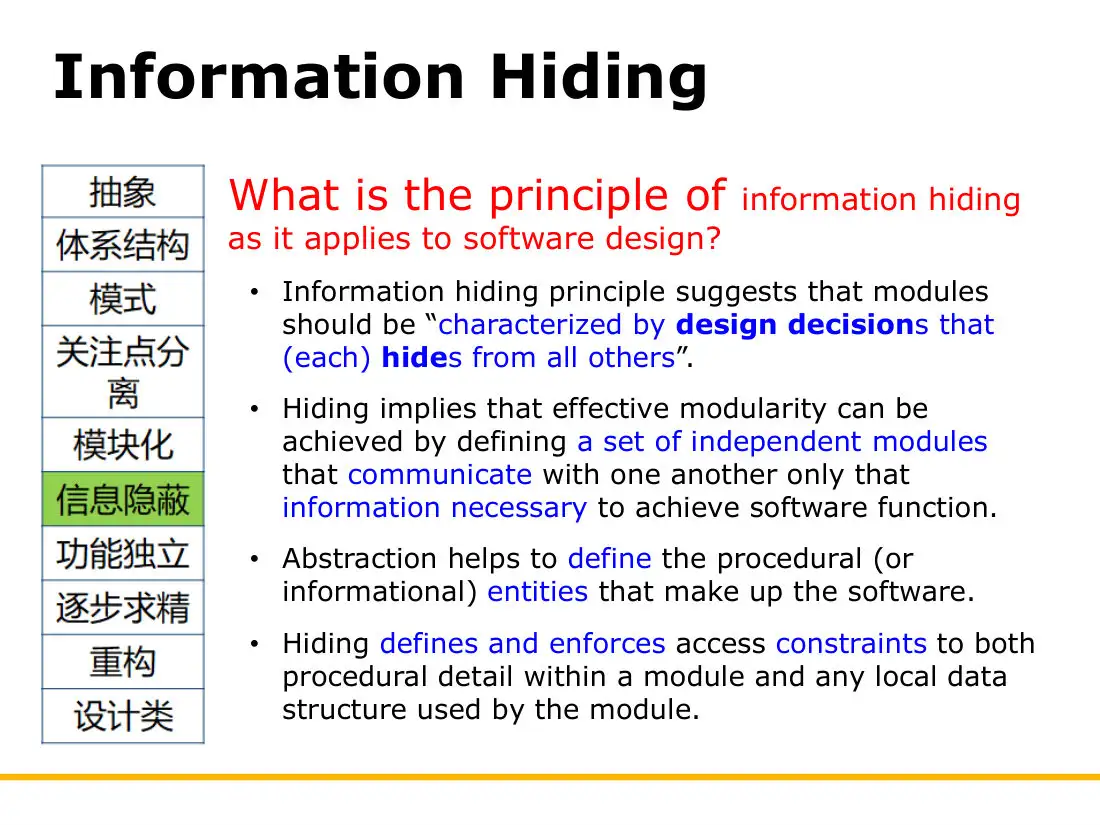 Information Hiding
抽象
体系结构
模式
关注点分
离
模块化
信息隐蔽
功能独立
逐步求精
重构
设计类
What is the principle of information hiding
as it applies to software design?
• Information hiding principle suggests that modules
should be “characterized by design decisions that
(each) hides from all others”.
• Hiding implies that effective modularity can be
achieved by defining a set of independent modules
that communicate with one another only that
information necessary to achieve software function.
• Abstraction helps to define the procedural (or
informational) entities that make up the software.
• Hiding defines and enforces access constraints to both
procedural detail within a module and any local data
structure used by the module.